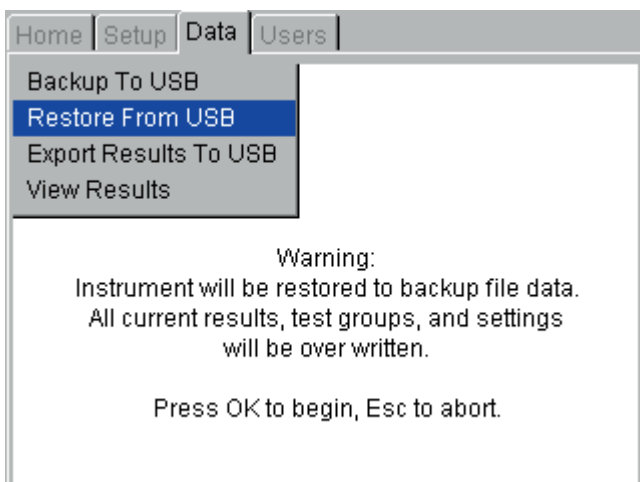 Home Setup Data Users
Backup To USB
Restore From USB
Export Results To USB
View Results
Warning:
Instrument will be restored to backup file data.
All current results, test groups, and settings
will be over written.
Press OK to begin, Esc to abort.